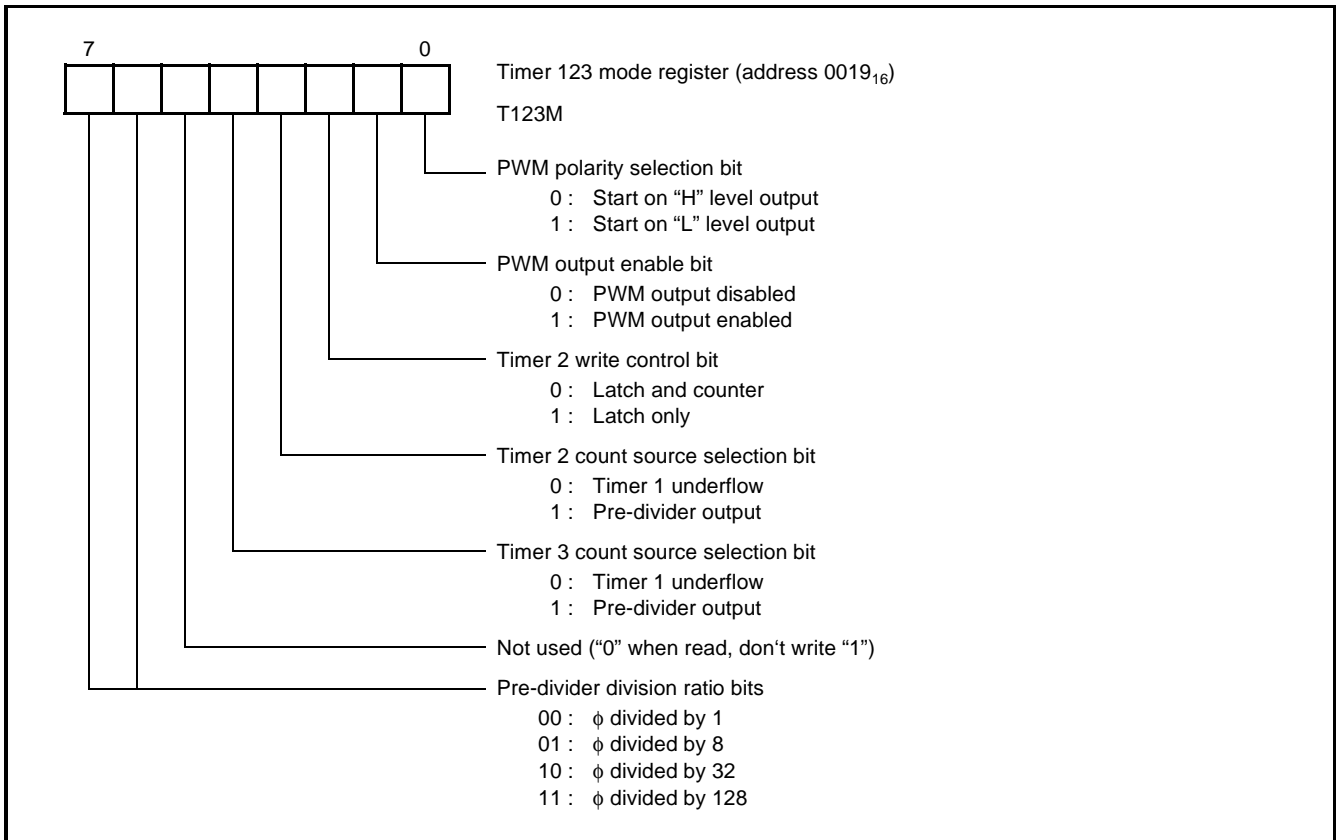 7 0
Timer 123 mode register (address 0019₁₆)
T123M
PWM polarity selection bit
0 : Start on “H” level output
1 : Start on “L” level output
PWM output enable bit
0 : PWM output disabled
1 : PWM output enabled
Timer 2 write control bit
0 : Latch and counter
1 : Latch only
Timer 2 count source selection bit
0 : Timer 1 underflow
1 : Pre-divider output
Timer 3 count source selection bit
0 : Timer 1 underflow
1 : Pre-divider output
Not used (“0” when read, don‘t write “1”)
Pre-divider division ratio bits
00 : ϕ divided by 1
01 : ϕ divided by 8
10 : ϕ divided by 32
11 : ϕ divided by 128